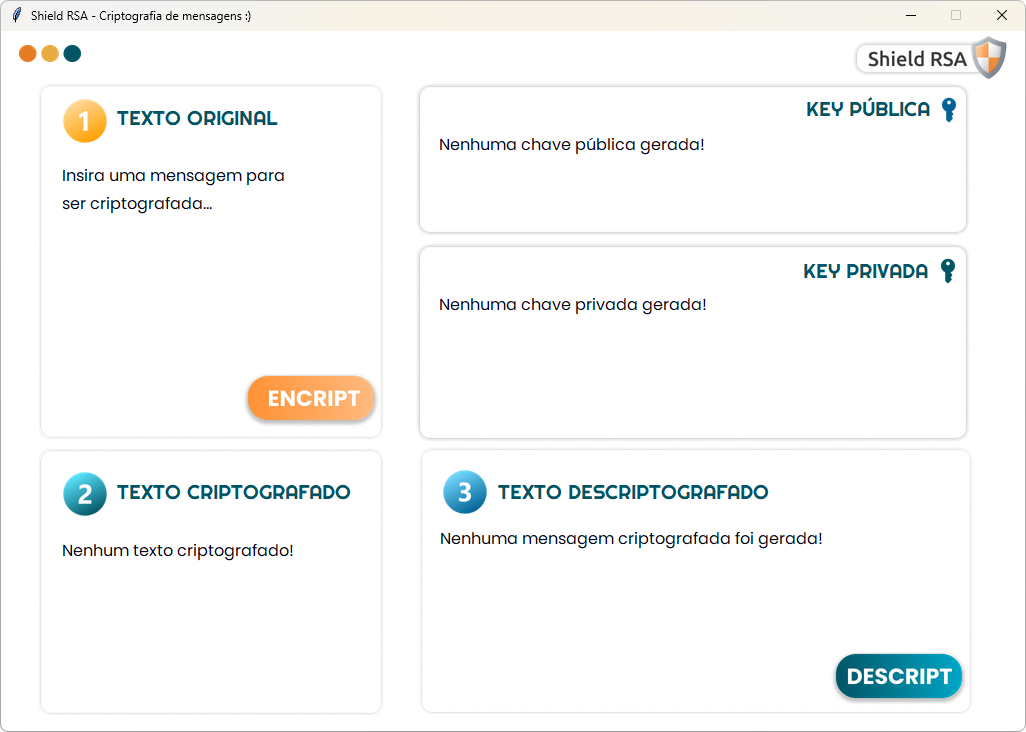 Shield RSA - Criptografia de mensagens :)
Shield RSA
1 TEXTO ORIGINAL
Insira uma mensagem para
ser criptografada...
ENCRIPT
KEY PÚBLICA
Nenhuma chave pública gerada!
KEY PRIVADA
Nenhuma chave privada gerada!
2 TEXTO CRIPTOGRAFADO
Nenhum texto criptografado!
3 TEXTO DESCRIPTOGRAFADO
Nenhuma mensagem criptografada foi gerada!
DESCRIPT